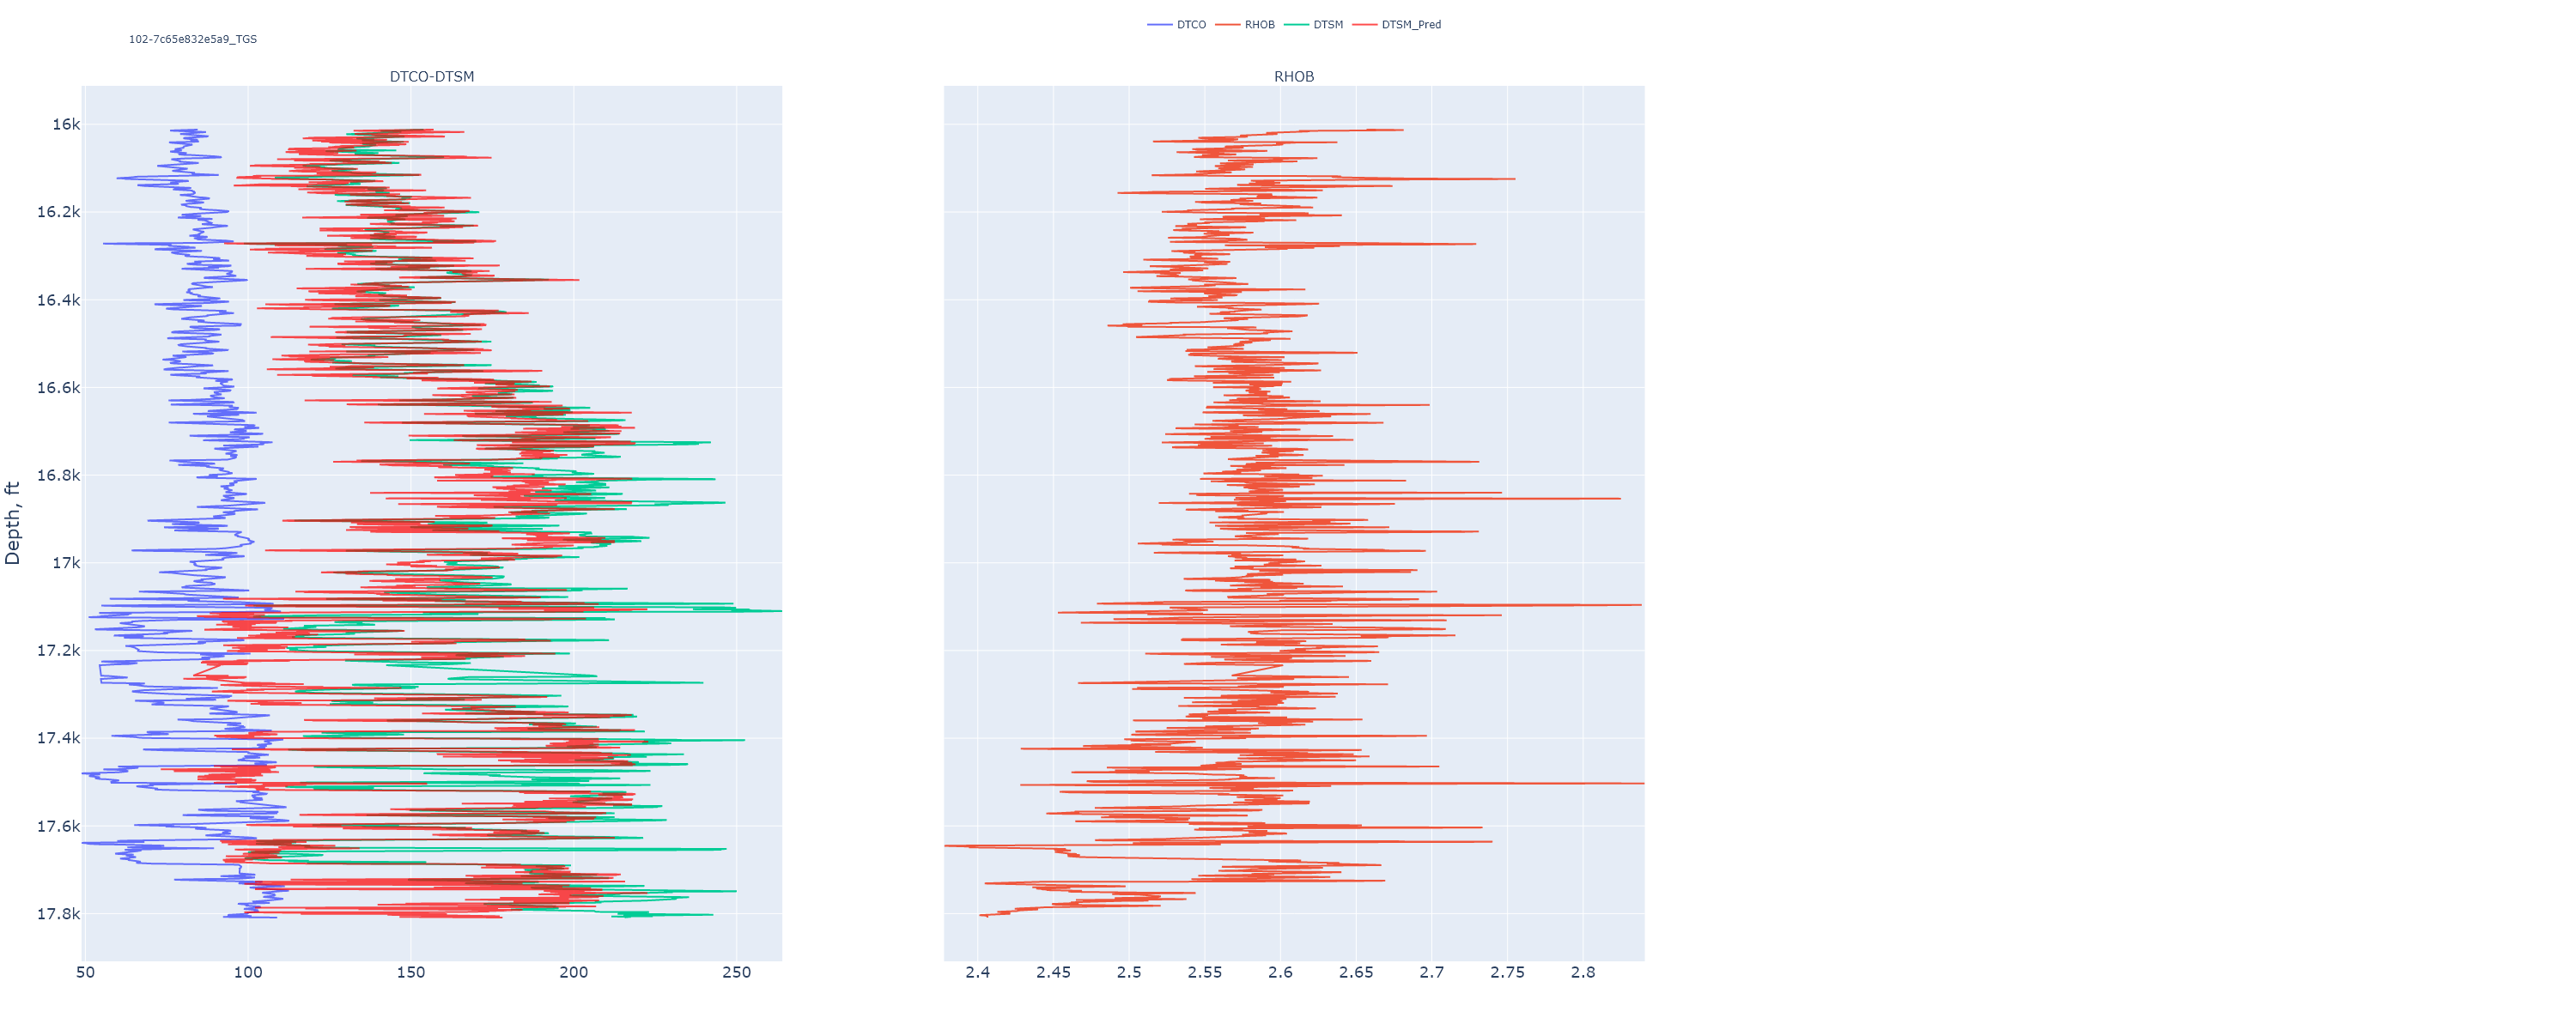 DTCO RHOB DTSM DTSM_Pred
102-7c65e832e5a9_TGS
DTCO-DTSM
RHOB
Depth, ft
16k
16.2k
16.4k
16.6k
16.8k
17k
17.2k
17.4k
17.6k
17.8k
50 100 150 200 250
2.4 2.45 2.5 2.55 2.6 2.65 2.7 2.75 2.8